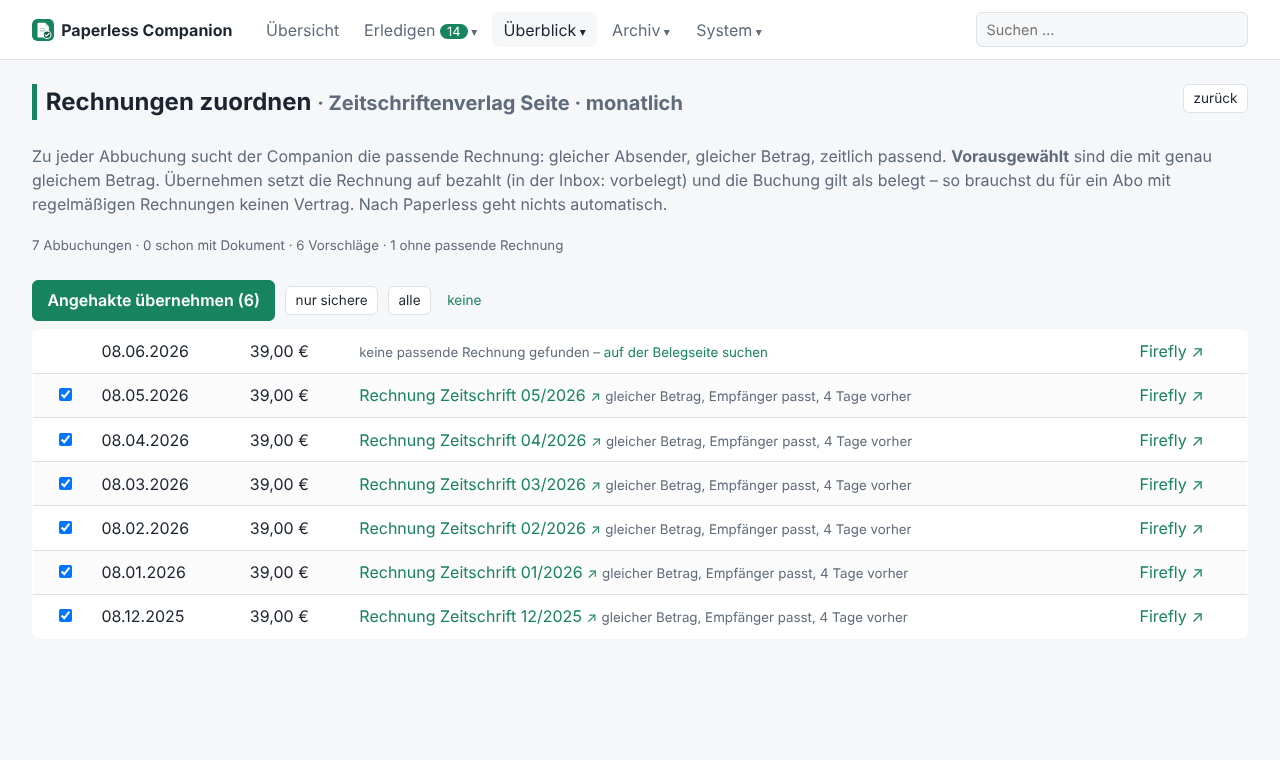 Paperless Companion Übersicht Erledigen 14 ▾ Überblick ▾ Archiv ▾ System ▾ Suchen ...
Rechnungen zuordnen · Zeitschriftenverlag Seite · monatlich zurück
Zu jeder Abbuchung sucht der Companion die passende Rechnung: gleicher Absender, gleicher Betrag, zeitlich passend. Vorausgewählt sind die mit genau
gleichem Betrag. Übernehmen setzt die Rechnung auf bezahlt (in der Inbox: vorbelegt) und die Buchung gilt als belegt – so brauchst du für ein Abo mit
regelmäßigen Rechnungen keinen Vertrag. Nach Paperless geht nichts automatisch.
7 Abbuchungen · 0 schon mit Dokument · 6 Vorschläge · 1 ohne passende Rechnung
Angehakte übernehmen (6) nur sichere alle keine
08.06.2026 39,00 € keine passende Rechnung gefunden – auf der Belegseite suchen Firefly ↗
08.05.2026 39,00 € Rechnung Zeitschrift 05/2026 ↗ gleicher Betrag, Empfänger passt, 4 Tage vorher Firefly ↗
08.04.2026 39,00 € Rechnung Zeitschrift 04/2026 ↗ gleicher Betrag, Empfänger passt, 4 Tage vorher Firefly ↗
08.03.2026 39,00 € Rechnung Zeitschrift 03/2026 ↗ gleicher Betrag, Empfänger passt, 4 Tage vorher Firefly ↗
08.02.2026 39,00 € Rechnung Zeitschrift 02/2026 ↗ gleicher Betrag, Empfänger passt, 4 Tage vorher Firefly ↗
08.01.2026 39,00 € Rechnung Zeitschrift 01/2026 ↗ gleicher Betrag, Empfänger passt, 4 Tage vorher Firefly ↗
08.12.2025 39,00 € Rechnung Zeitschrift 12/2025 ↗ gleicher Betrag, Empfänger passt, 4 Tage vorher Firefly ↗